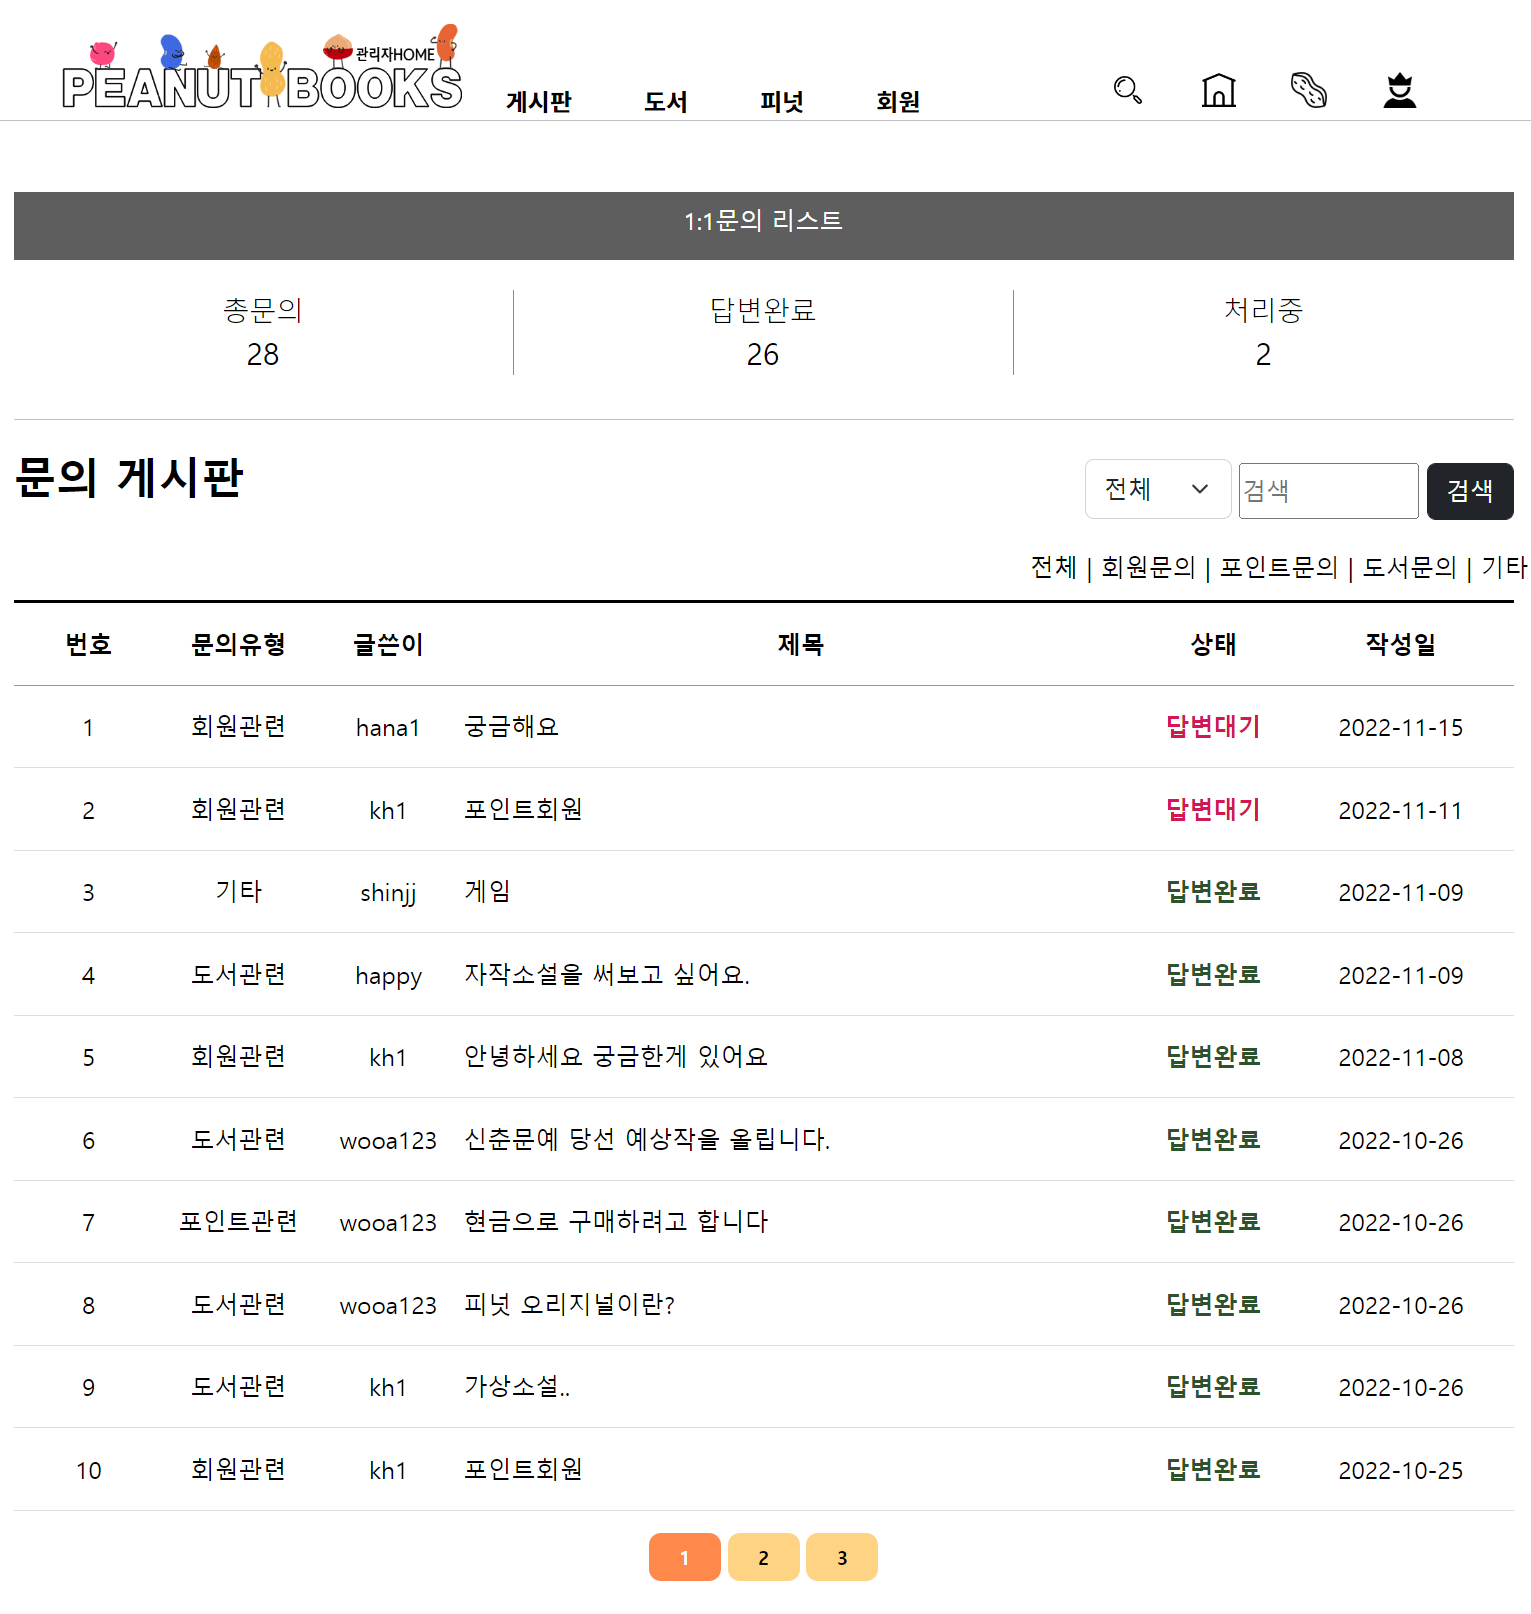 PEANUT BOOKS 관리자HOME
게시판 도서 피넛 회원
1:1문의 리스트
총문의 답변완료 처리중
28 26 2
문의 게시판 전체 검색 검색
전체 | 회원문의 | 포인트문의 | 도서문의 | 기타
번호 문의유형 글쓴이 제목 상태 작성일
1 회원관련 hana1 궁금해요 답변대기 2022-11-15
2 회원관련 kh1 포인트회원 답변대기 2022-11-11
3 기타 shinjj 게임 답변완료 2022-11-09
4 도서관련 happy 자작소설을 써보고 싶어요. 답변완료 2022-11-09
5 회원관련 kh1 안녕하세요 궁금한게 있어요 답변완료 2022-11-08
6 도서관련 wooa123 신춘문예 당선 예상작을 올립니다. 답변완료 2022-10-26
7 포인트관련 wooa123 현금으로 구매하려고 합니다 답변완료 2022-10-26
8 도서관련 wooa123 피넛 오리지널이란? 답변완료 2022-10-26
9 도서관련 kh1 가상소설.. 답변완료 2022-10-26
10 회원관련 kh1 포인트회원 답변완료 2022-10-25
1 2 3